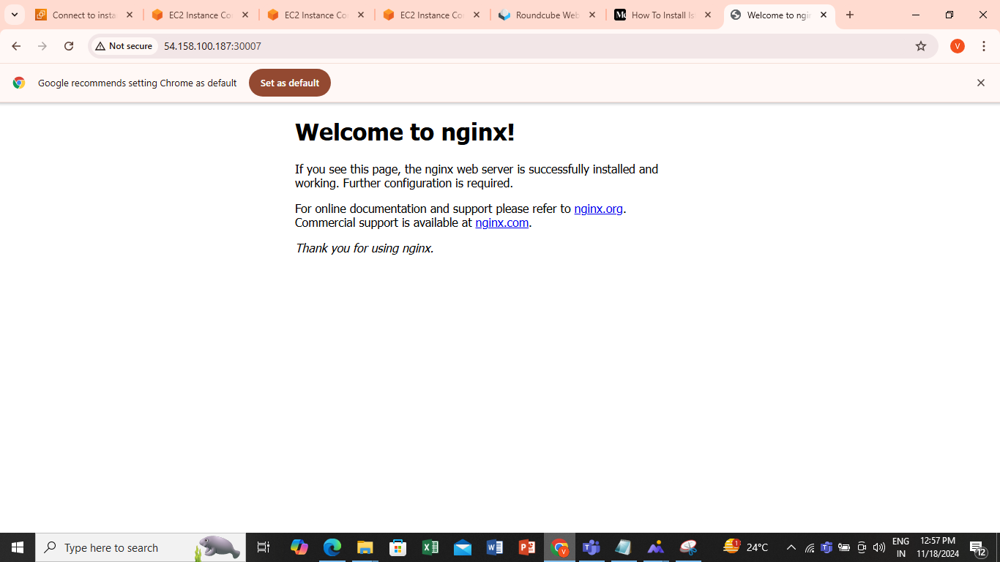 Connect to insta
EC2 Instance Co
EC2 Instance Co
EC2 Instance Co
Roundcube Web
How To Install Is
Welcome to ngin
Not secure
54.158.100.187:30007
V
Google recommends setting Chrome as default
Set as default
Welcome to nginx!
If you see this page, the nginx web server is successfully installed and
working. Further configuration is required.
For online documentation and support please refer to nginx.org.
Commercial support is available at nginx.com.
Thank you for using nginx.
Type here to search
24°C
ENG
IN
12:57 PM
11/18/2024
12